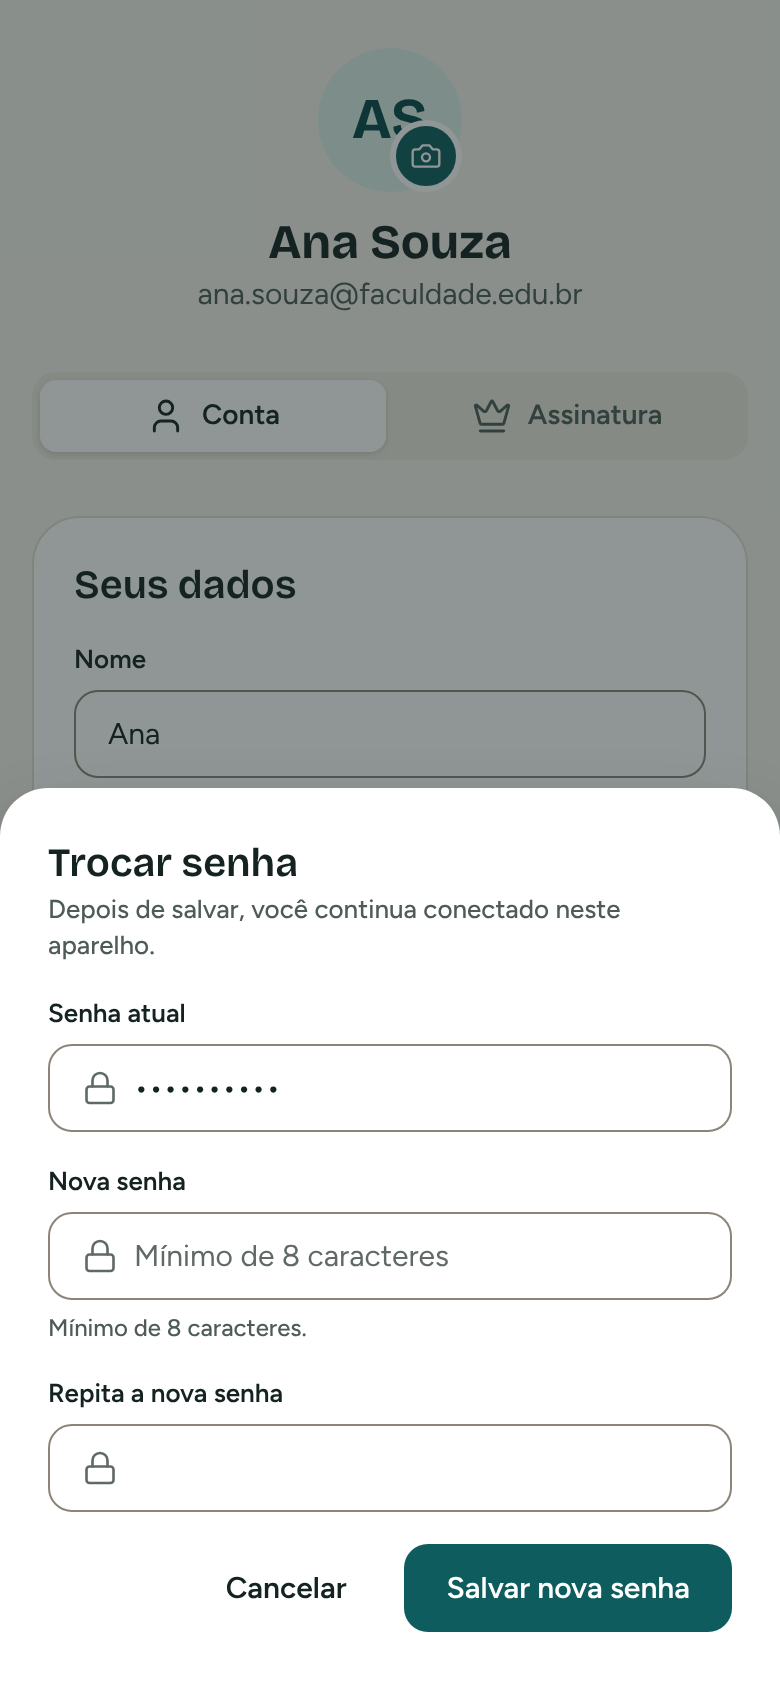 AS
Ana Souza
ana.souza@faculdade.edu.br
Conta
Assinatura
Seus dados
Nome
Ana
Trocar senha
Depois de salvar, você continua conectado neste
aparelho.
Senha atual
••••••••••
Nova senha
Mínimo de 8 caracteres
Mínimo de 8 caracteres.
Repita a nova senha
Cancelar
Salvar nova senha